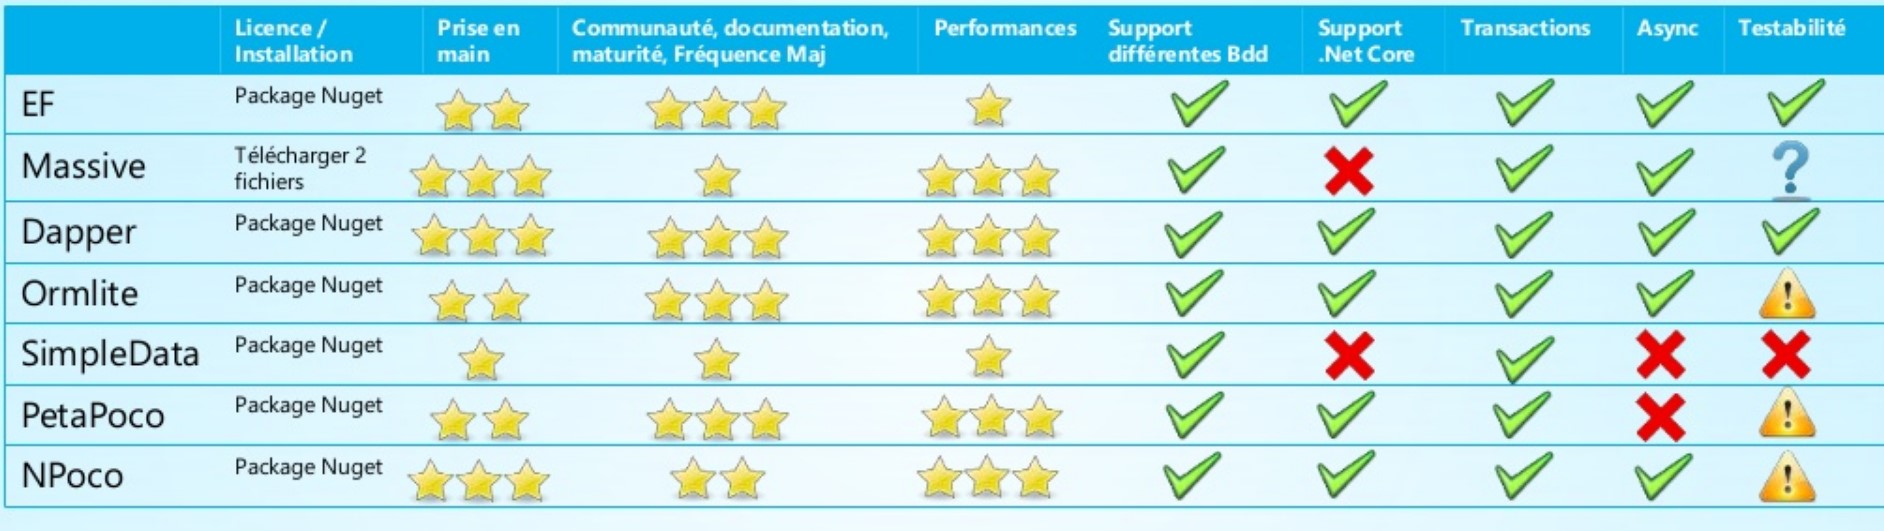 Licence / Installation
Prise en main
Communauté, documentation, maturité, Fréquence Maj
Performances
Support différentes Bdd
Support .Net Core
Transactions
Async
Testabilité
EF
Package Nuget
Massive
Télécharger 2
fichiers
Dapper
Package Nuget
Ormlite
Package Nuget
SimpleData
Package Nuget
PetaPoco
Package Nuget
NPoco
Package Nuget